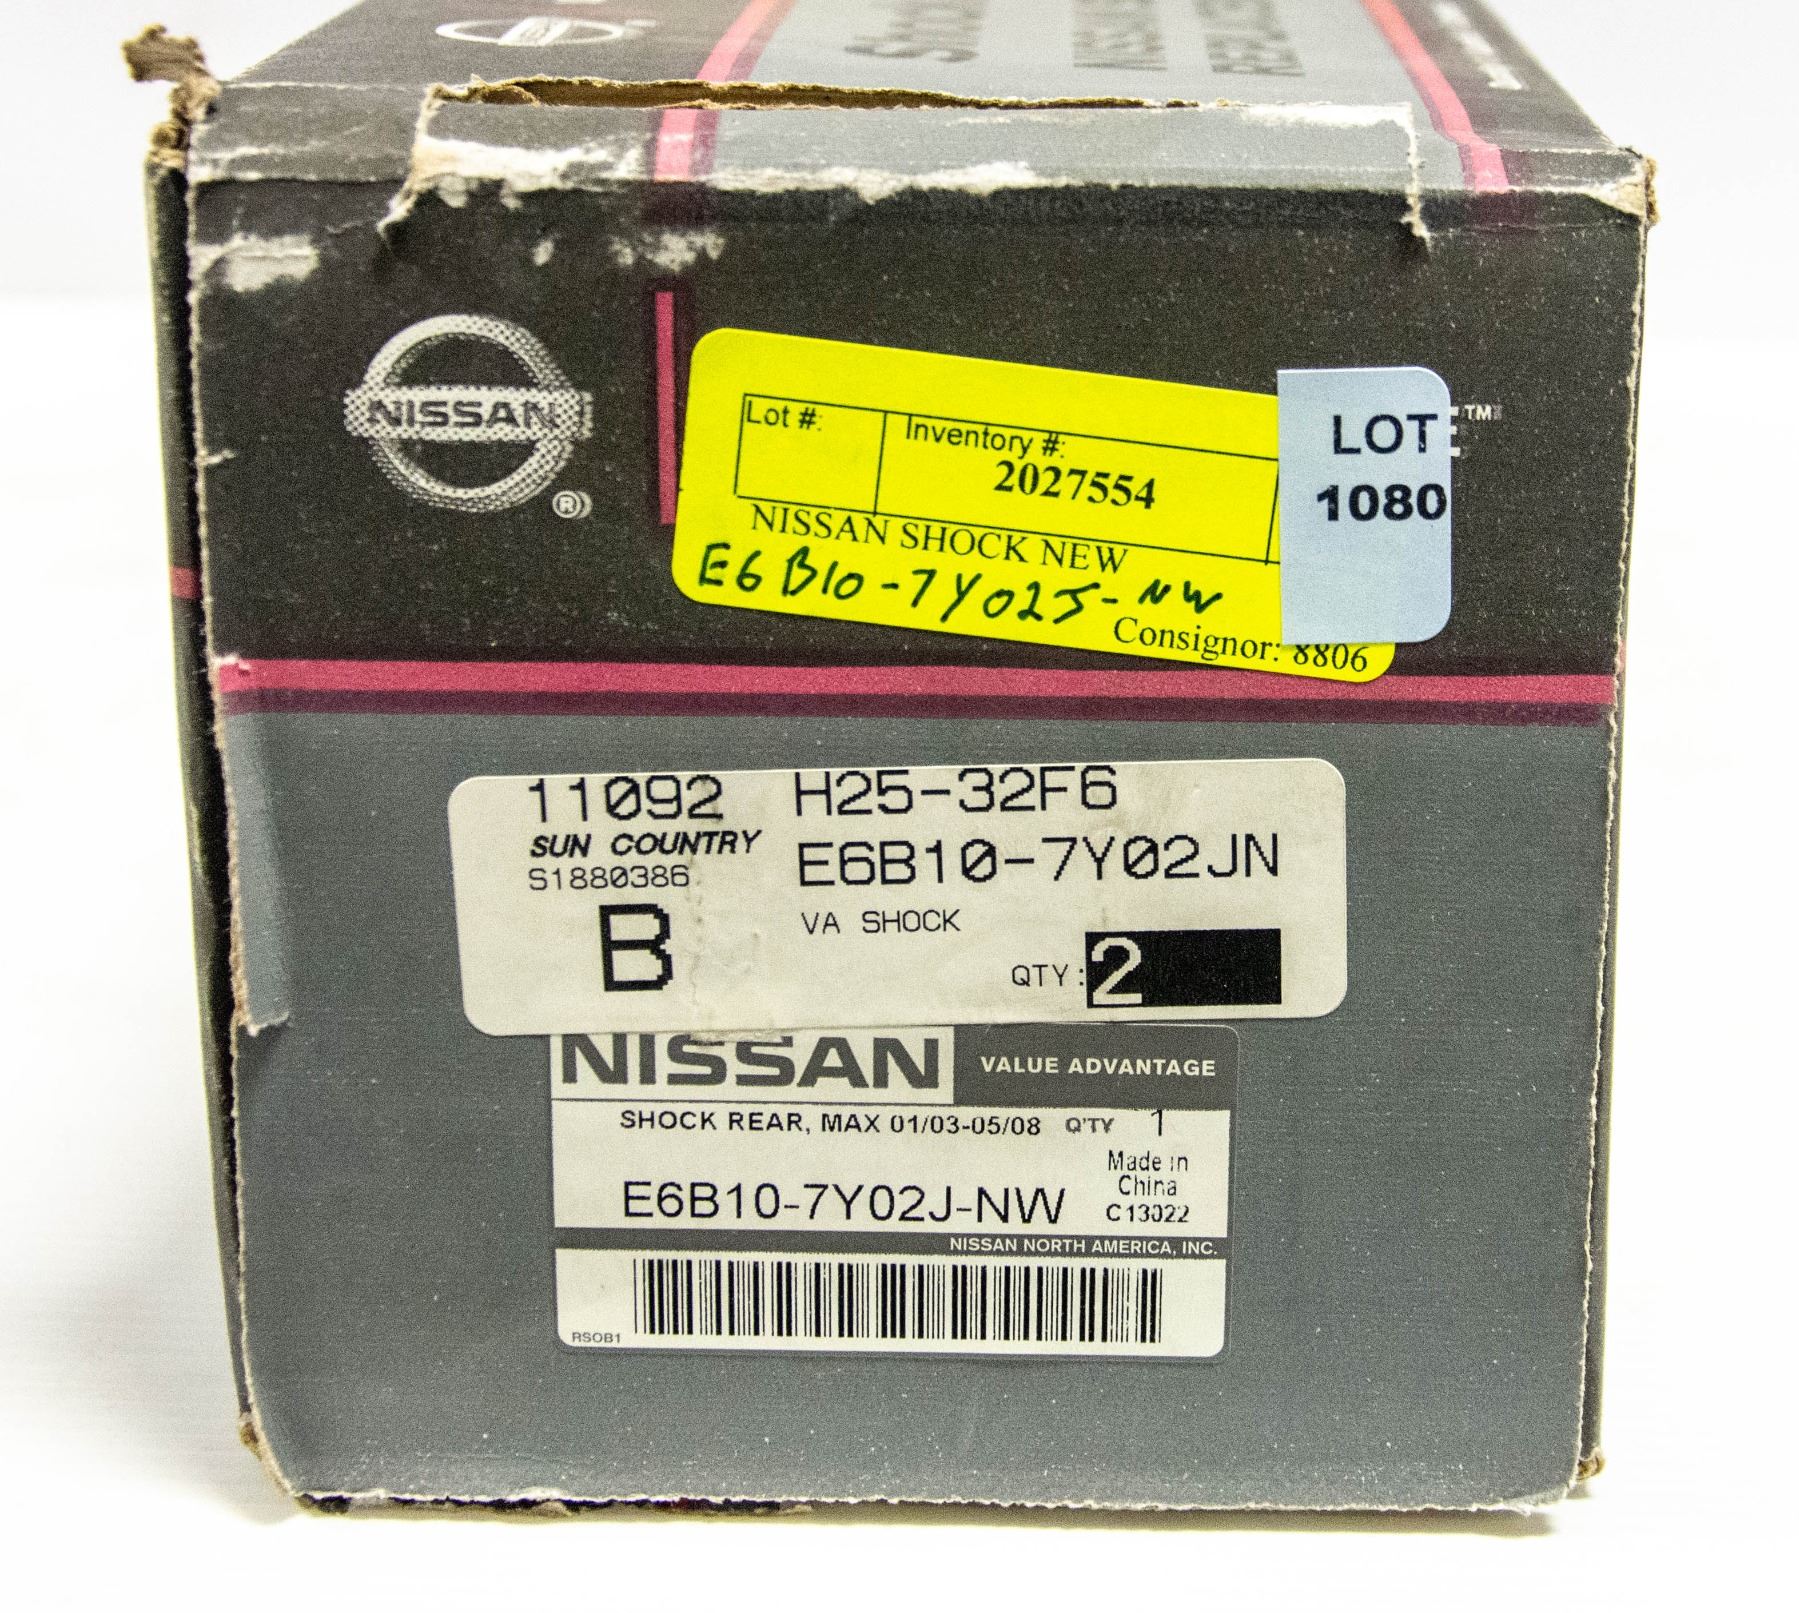 NISSAN
®
Lot #:
Inventory #:
2027554
NISSAN SHOCK NEW
E6B10-7Y02J-NW
Consignor: 8806
LOT
1080
E™
11092 H25-32F6
SUN COUNTRY E6B10-7Y02JN
S1880386
B VA SHOCK
QTY: 2
NISSAN VALUE ADVANTAGE
SHOCK REAR, MAX 01/03-05/08 Q'TY 1
Made in
China
E6B10-7Y02J-NW C13022
NISSAN NORTH AMERICA, INC.
RSOB1